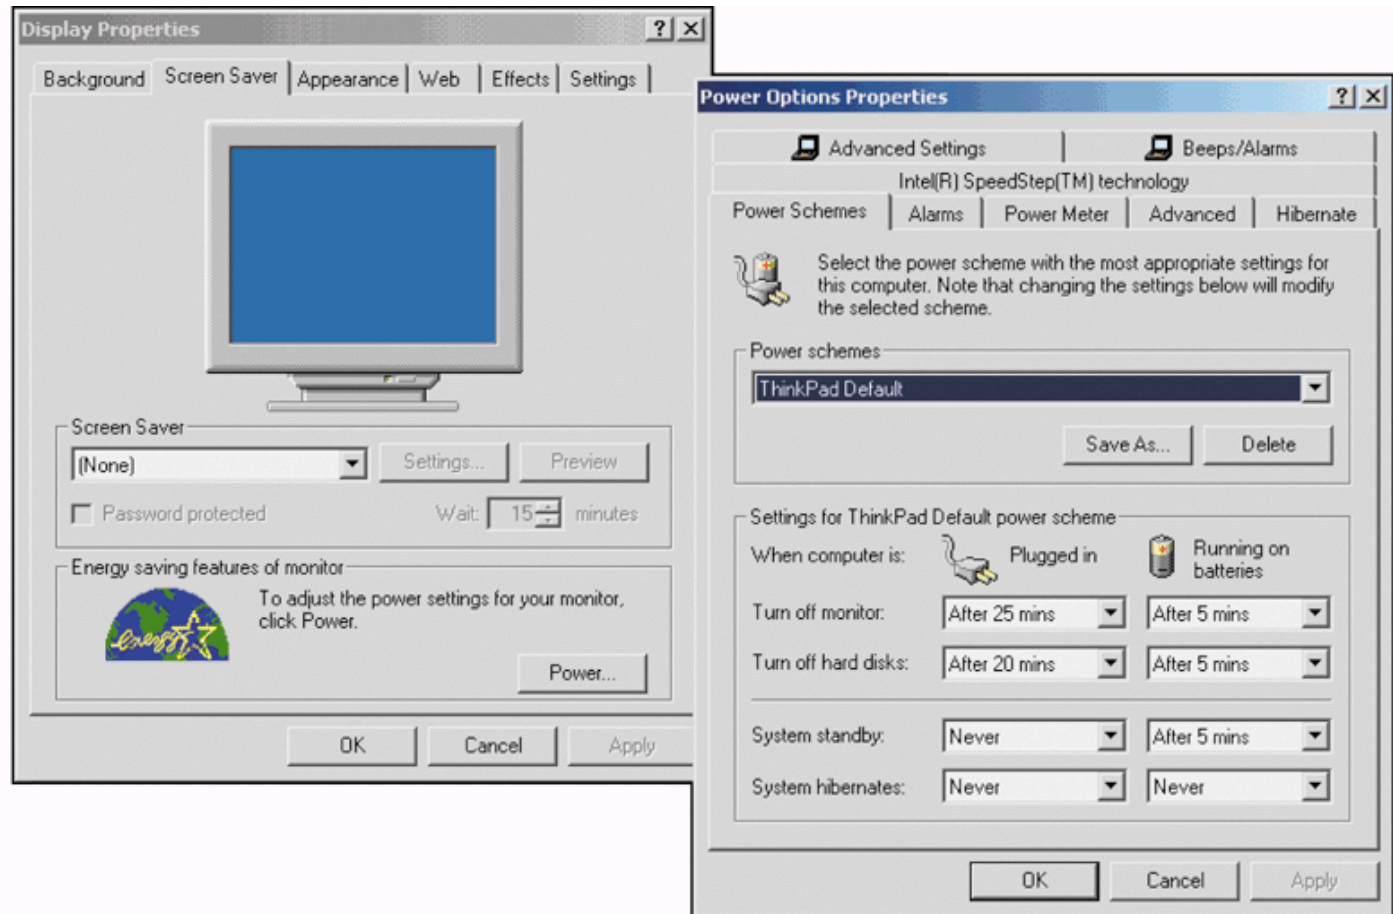 Display Properties
Background Screen Saver Appearance Web Effects Settings
Screen Saver
(None) Settings... Preview
Password protected Wait: 15 minutes
Energy saving features of monitor
energy
To adjust the power settings for your monitor,
click Power.
Power...
OK Cancel Apply
Power Options Properties
Advanced Settings Beeps/Alarms
Intel(R) SpeedStep(TM) technology
Power Schemes Alarms Power Meter Advanced Hibernate
Select the power scheme with the most appropriate settings for
this computer. Note that changing the settings below will modify
the selected scheme.
Power schemes
ThinkPad Default
Save As... Delete
Settings for ThinkPad Default power scheme
When computer is: Plugged in Running on
batteries
Turn off monitor: After 25 mins After 5 mins
Turn off hard disks: After 20 mins After 5 mins
System standby: Never After 5 mins
System hibernates: Never Never
OK Cancel Apply